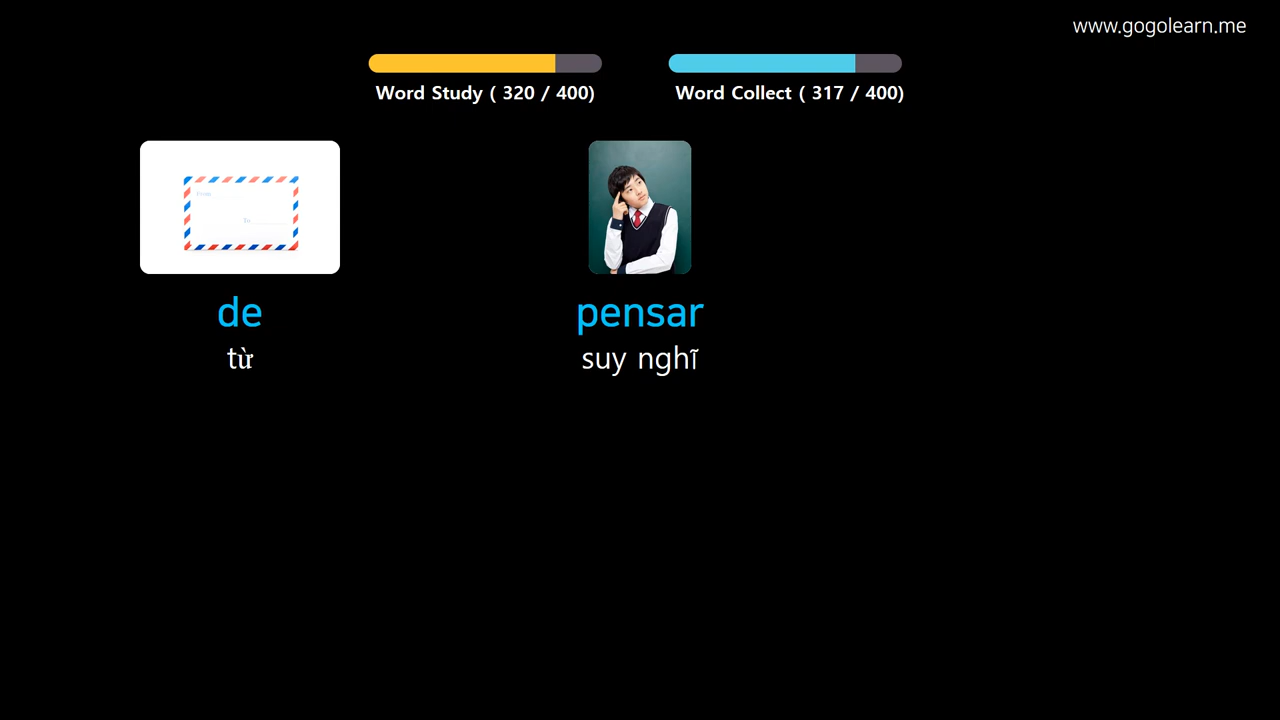 www.gogolearn.me
Word Study ( 320 / 400)
Word Collect ( 317 / 400)
de
pensar
từ
suy nghĩ